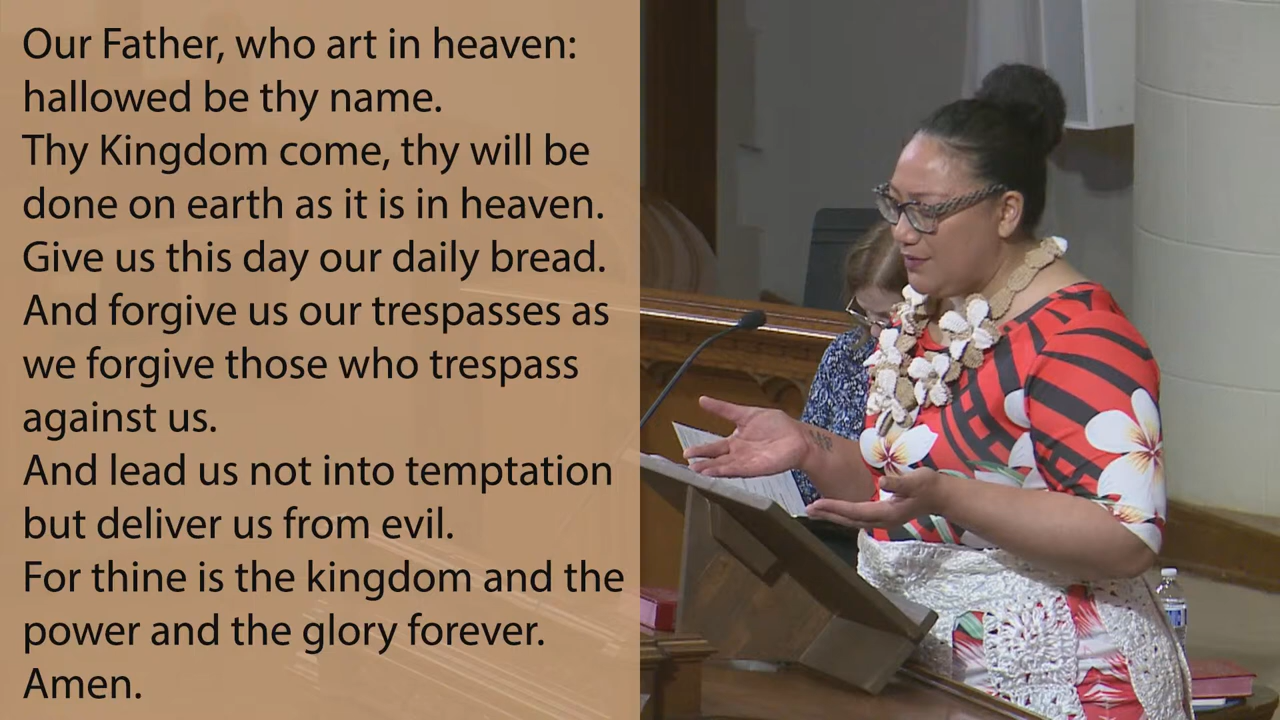 Our Father, who art in heaven:
hallowed be thy name.
Thy Kingdom come, thy will be
done on earth as it is in heaven.
Give us this day our daily bread.
And forgive us our trespasses as
we forgive those who trespass
against us.
And lead us not into temptation
but deliver us from evil.
For thine is the kingdom and the
power and the glory forever.
Amen.